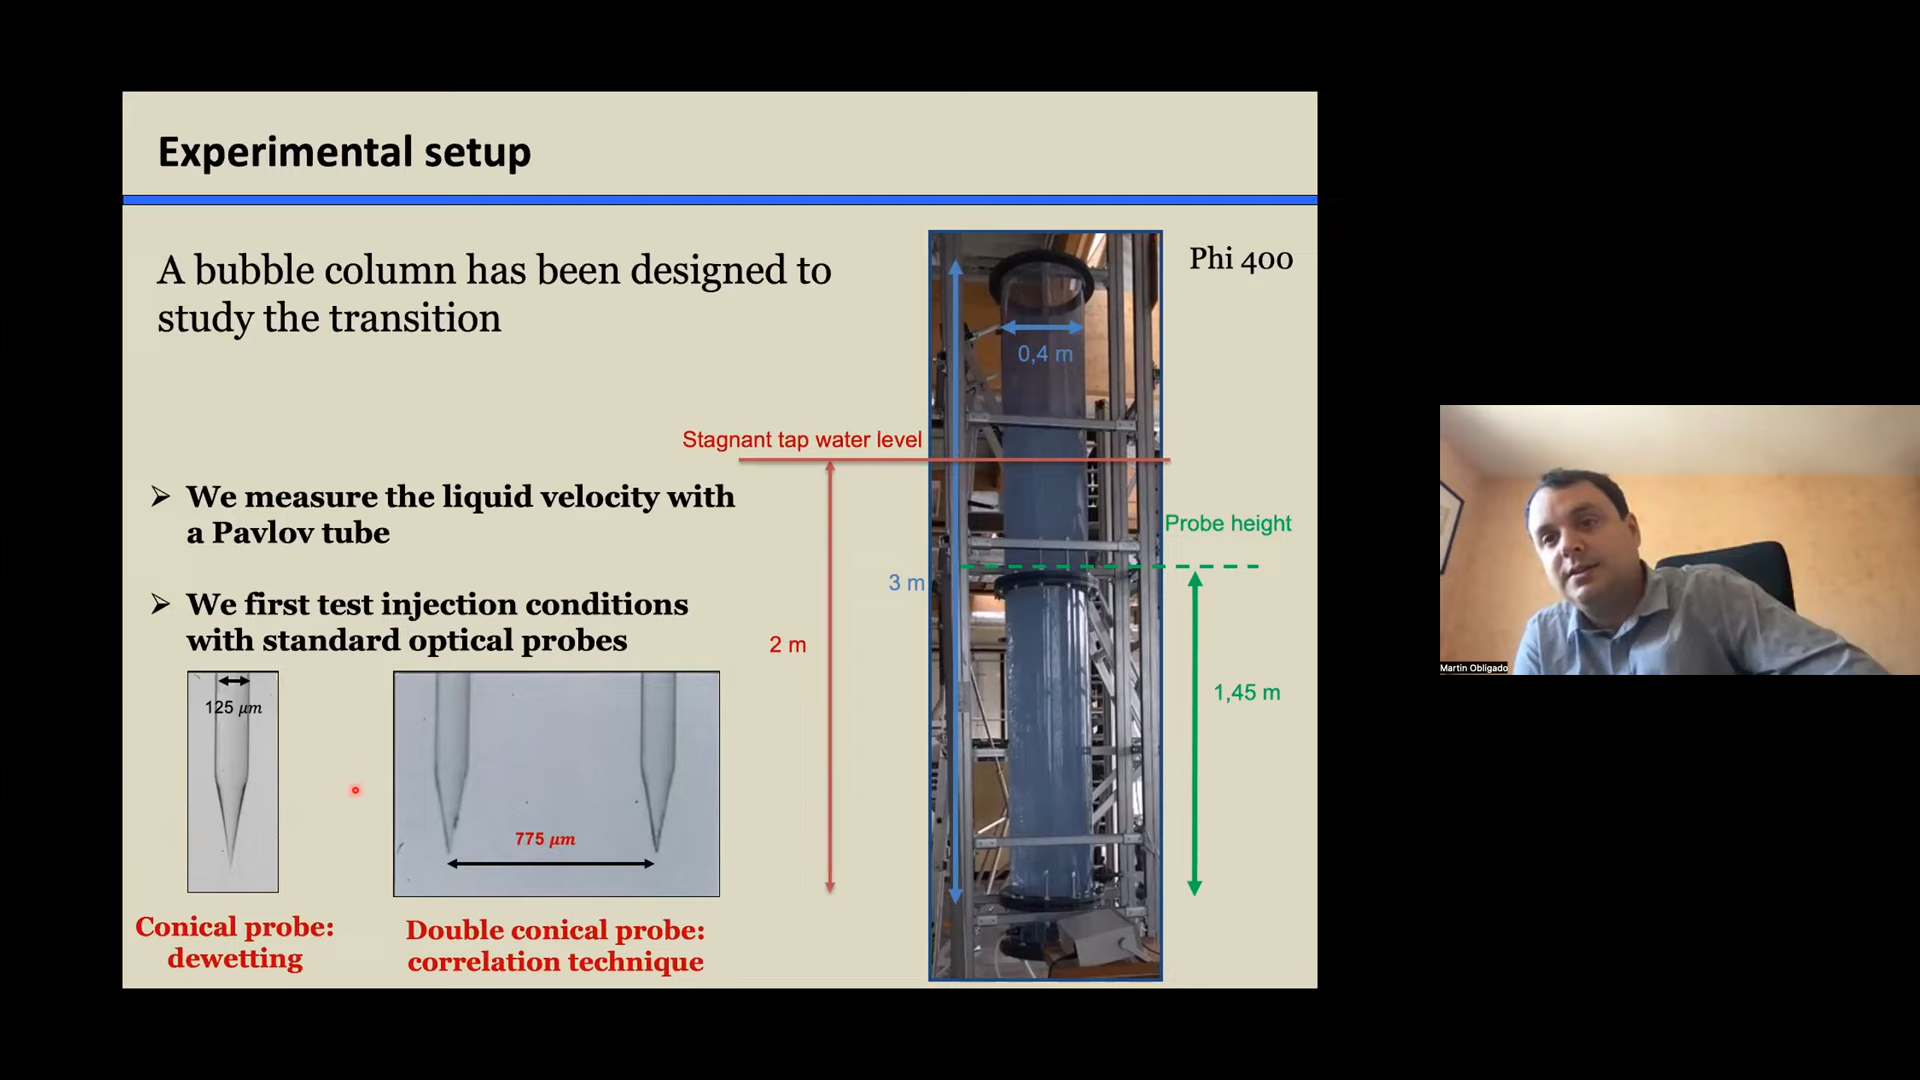 Experimental setup
A bubble column has been designed to
study the transition
Phi 400
0,4 m
Stagnant tap water level
➢ We measure the liquid velocity with
a Pavlov tube
Probe height
3 m
➢ We first test injection conditions
with standard optical probes
2 m
1,45 m
125 μm
775 μm
Conical probe:
dewetting
Double conical probe:
correlation technique
Martin Obligado